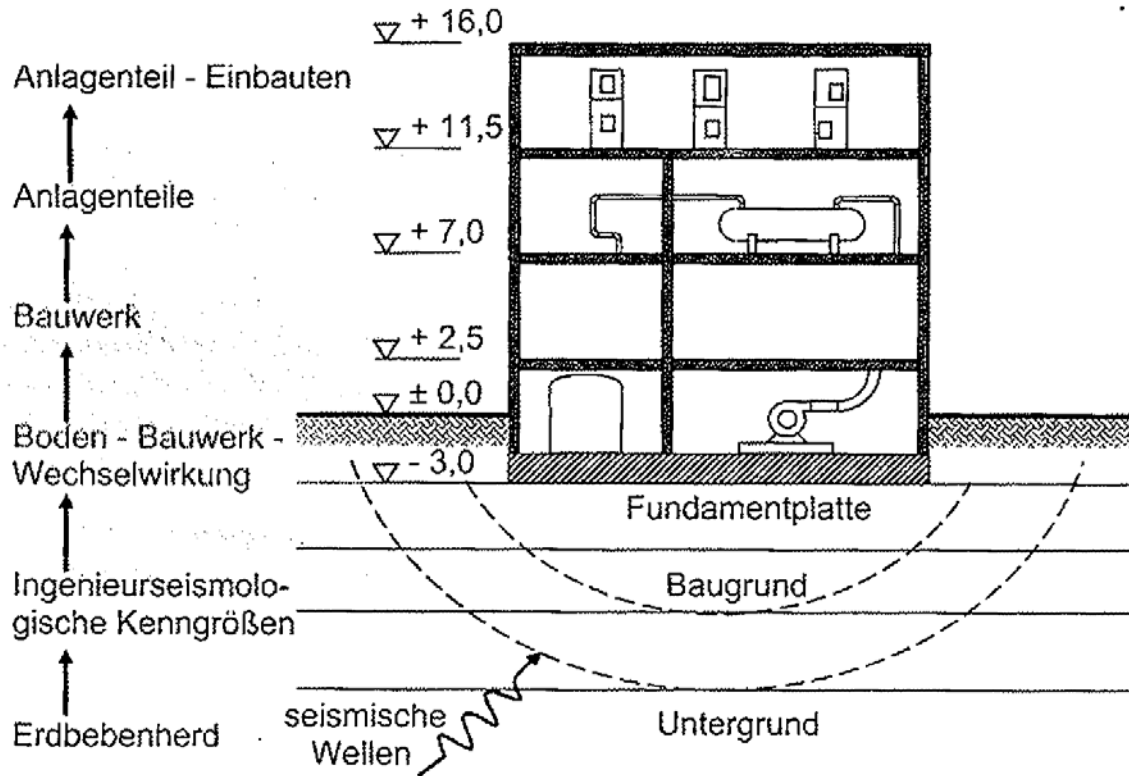 Anlagenteil - Einbauten
Anlagenteile
Bauwerk
Boden - Bauwerk -
Wechselwirkung
Ingenieurseismolo-
gische Kenngrößen
Erdbebenherd
+ 16,0
+ 11,5
+ 7,0
+ 2,5
± 0,0
- 3,0
Fundamentplatte
Baugrund
Untergrund
seismische
Wellen